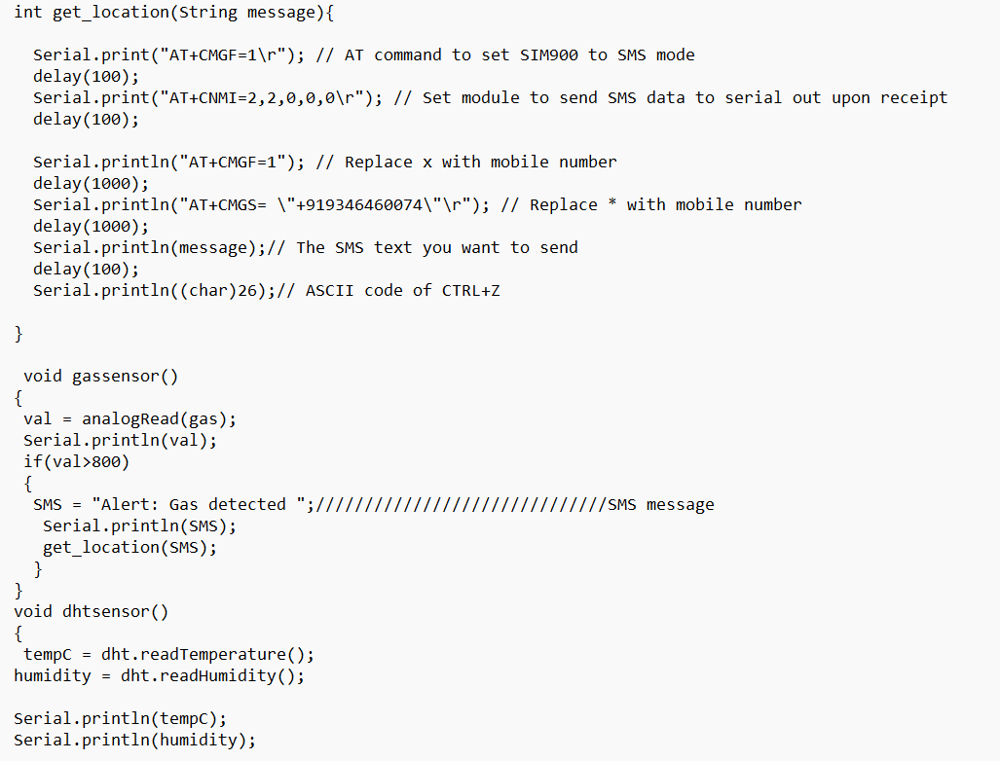 int get_location(String message){
Serial.print("AT+CMGF=1\r"); // AT command to set SIM900 to SMS mode
delay(100);
Serial.print("AT+CNMI=2,2,0,0,0\r"); // Set module to send SMS data to serial out upon receipt
delay(100);
Serial.println("AT+CMGF=1"); // Replace x with mobile number
delay(1000);
Serial.println("AT+CMGS= \"+919346460074\"\r"); // Replace * with mobile number
delay(1000);
Serial.println(message);// The SMS text you want to send
delay(100);
Serial.println((char)26);// ASCII code of CTRL+Z
}
void gassensor()
{
val = analogRead(gas);
Serial.println(val);
if(val>800)
{
SMS = "Alert: Gas detected ";//////////////////////////////SMS message
Serial.println(SMS);
get_location(SMS);
}
}
void dhtsensor()
{
tempC = dht.readTemperature();
humidity = dht.readHumidity();
Serial.println(tempC);
Serial.println(humidity);